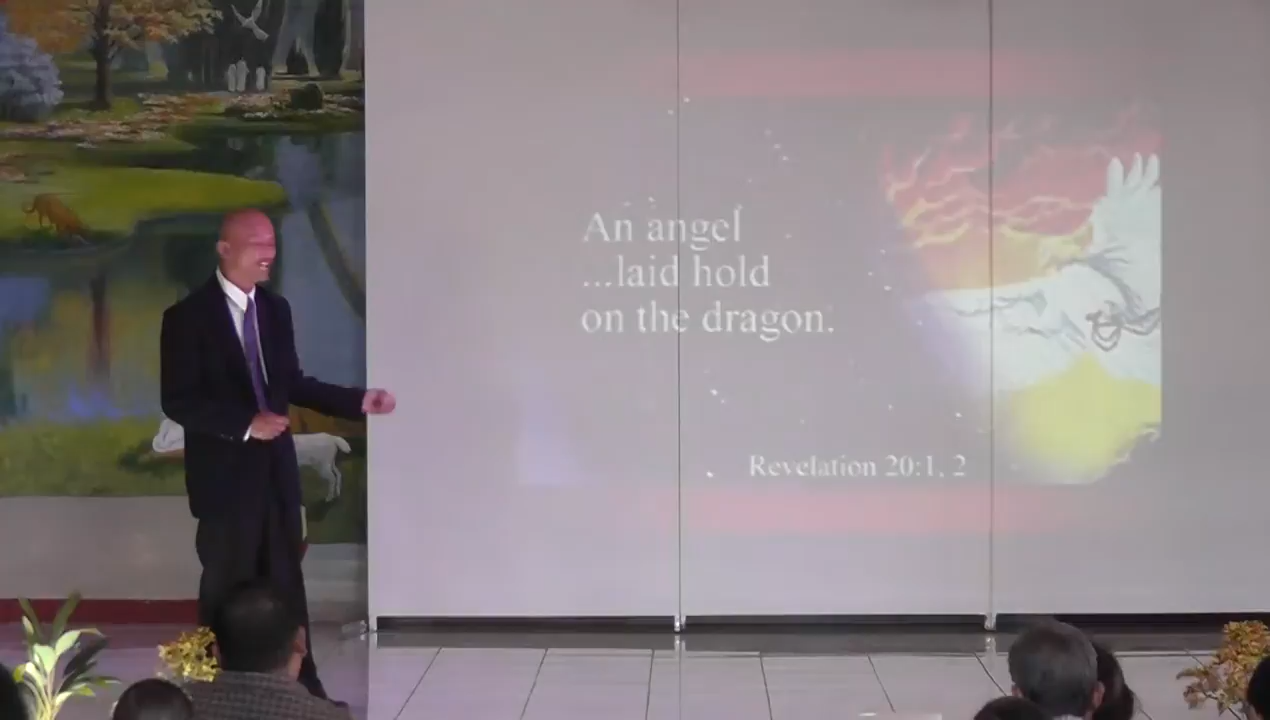 An angel
...laid hold
on the dragon.
Revelation 20:1, 2